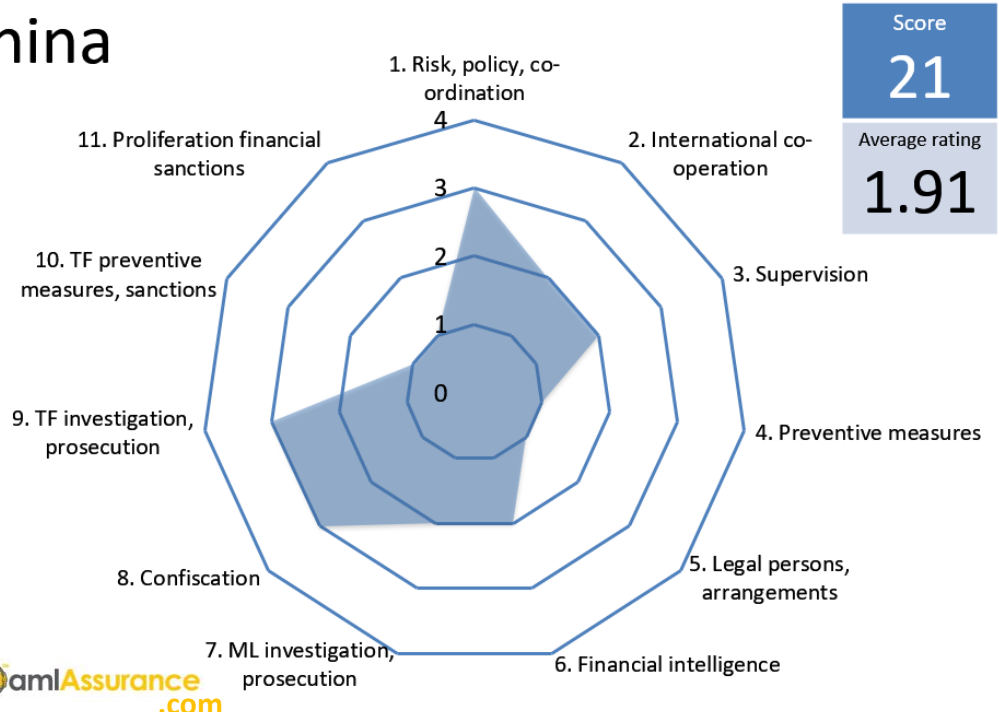 hina
Score
21
Average rating
1.91
1. Risk, policy, co-
ordination
2. International co-
operation
3. Supervision
4. Preventive measures
5. Legal persons,
arrangements
6. Financial intelligence
7. ML investigation,
prosecution
8. Confiscation
9. TF investigation,
prosecution
10. TF preventive
measures, sanctions
11. Proliferation financial
sanctions
4
3
2
1
0
amlAssurance
.com